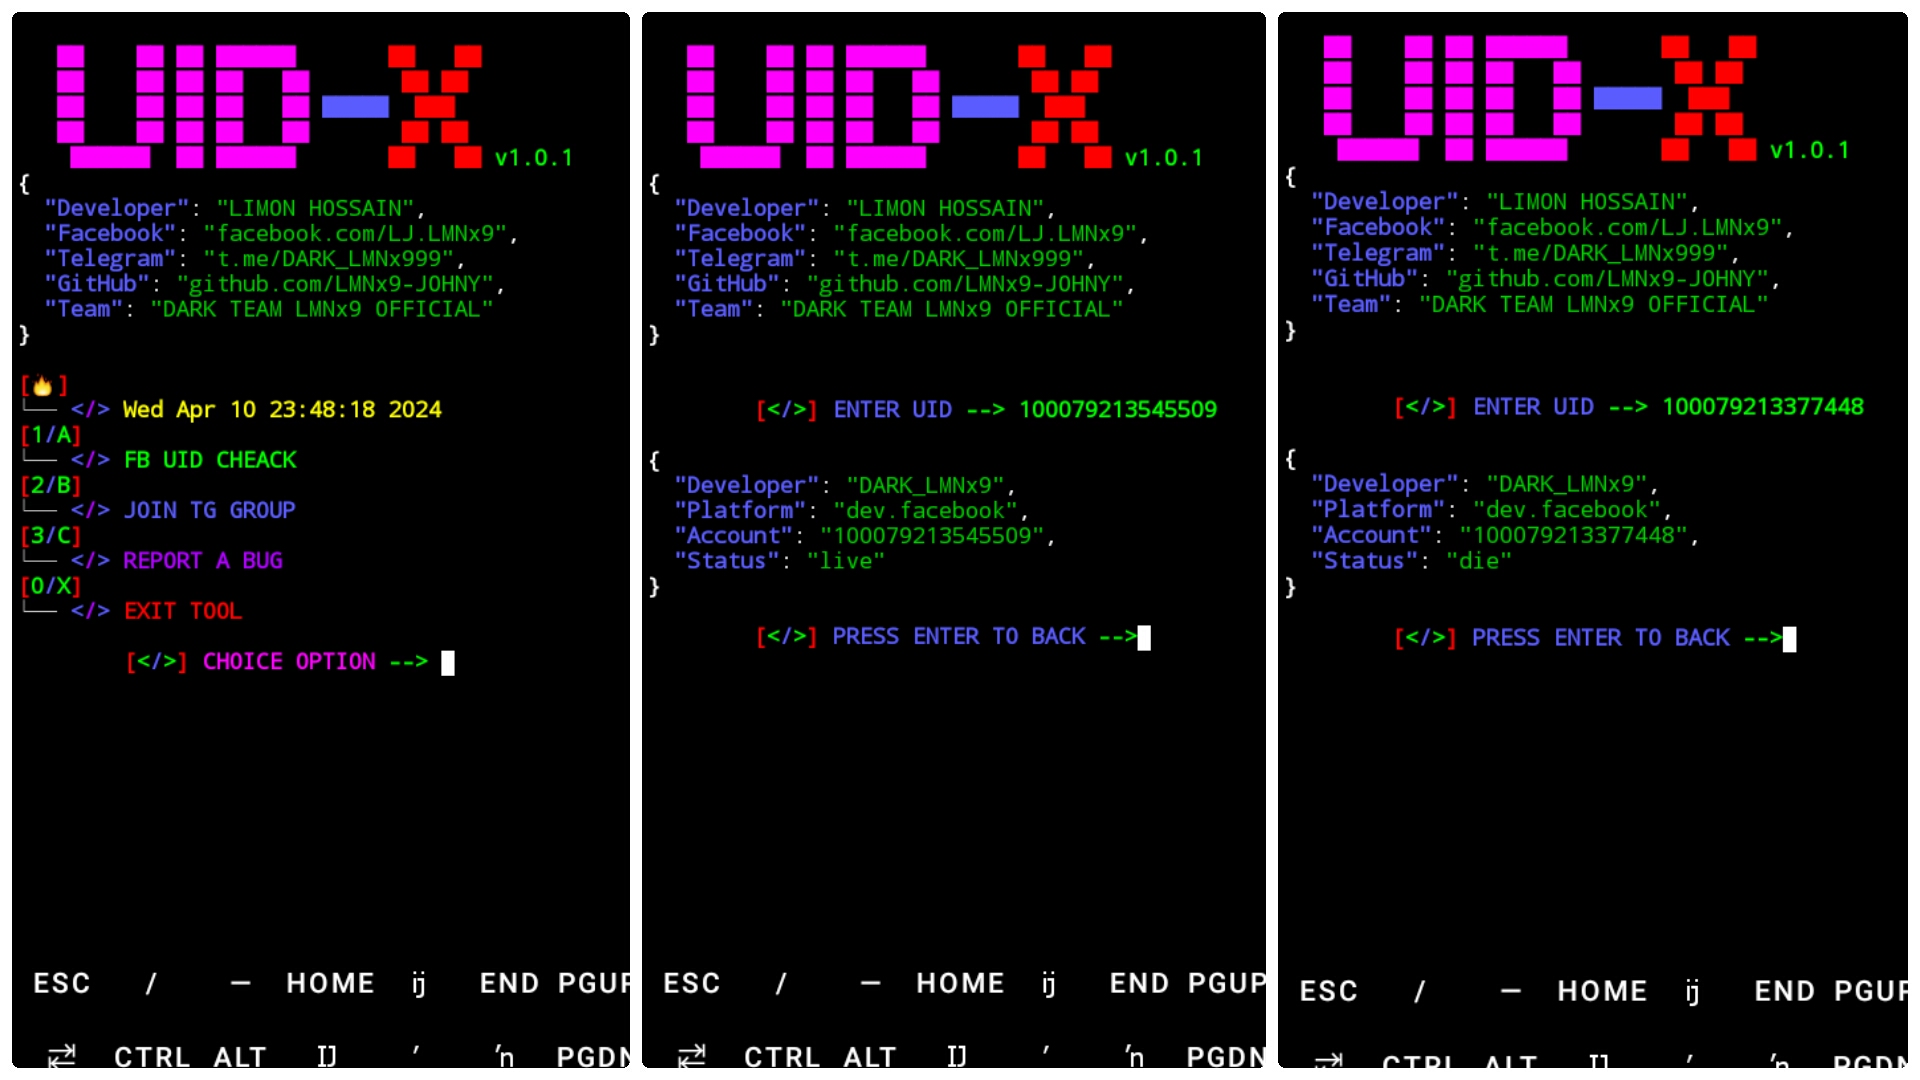 UID-X v1.0.1
{
"Developer": "LIMON HOSSAIN",
"Facebook": "facebook.com/LJ.LMNx9",
"Telegram": "t.me/DARK_LMNx999",
"GitHub": "github.com/LMNx9-JOHNY",
"Team": "DARK TEAM LMNx9 OFFICIAL"
}
[🔥]
└── </> Wed Apr 10 23:48:18 2024
[1/A]
└── </> FB UID CHEACK
[2/B]
└── </> JOIN TG GROUP
[3/C]
└── </> REPORT A BUG
[0/X]
└── </> EXIT TOOL
[</>] CHOICE OPTION -->
ESC / — HOME ĳ END PGUP
⇄ CTRL ALT Ĳ ′ ŉ PGDN
UID-X v1.0.1
{
"Developer": "LIMON HOSSAIN",
"Facebook": "facebook.com/LJ.LMNx9",
"Telegram": "t.me/DARK_LMNx999",
"GitHub": "github.com/LMNx9-JOHNY",
"Team": "DARK TEAM LMNx9 OFFICIAL"
}
[</>] ENTER UID --> 100079213545509
{
"Developer": "DARK_LMNx9",
"Platform": "dev.facebook",
"Account": "100079213545509",
"Status": "live"
}
[</>] PRESS ENTER TO BACK -->
ESC / — HOME ĳ END PGUP
⇄ CTRL ALT Ĳ ′ ŉ PGDN
UID-X v1.0.1
{
"Developer": "LIMON HOSSAIN",
"Facebook": "facebook.com/LJ.LMNx9",
"Telegram": "t.me/DARK_LMNx999",
"GitHub": "github.com/LMNx9-JOHNY",
"Team": "DARK TEAM LMNx9 OFFICIAL"
}
[</>] ENTER UID --> 100079213377448
{
"Developer": "DARK_LMNx9",
"Platform": "dev.facebook",
"Account": "100079213377448",
"Status": "die"
}
[</>] PRESS ENTER TO BACK -->
ESC / — HOME ĳ END PGUP
⇄ CTRL ALT Ĳ ′ ŉ PGDN